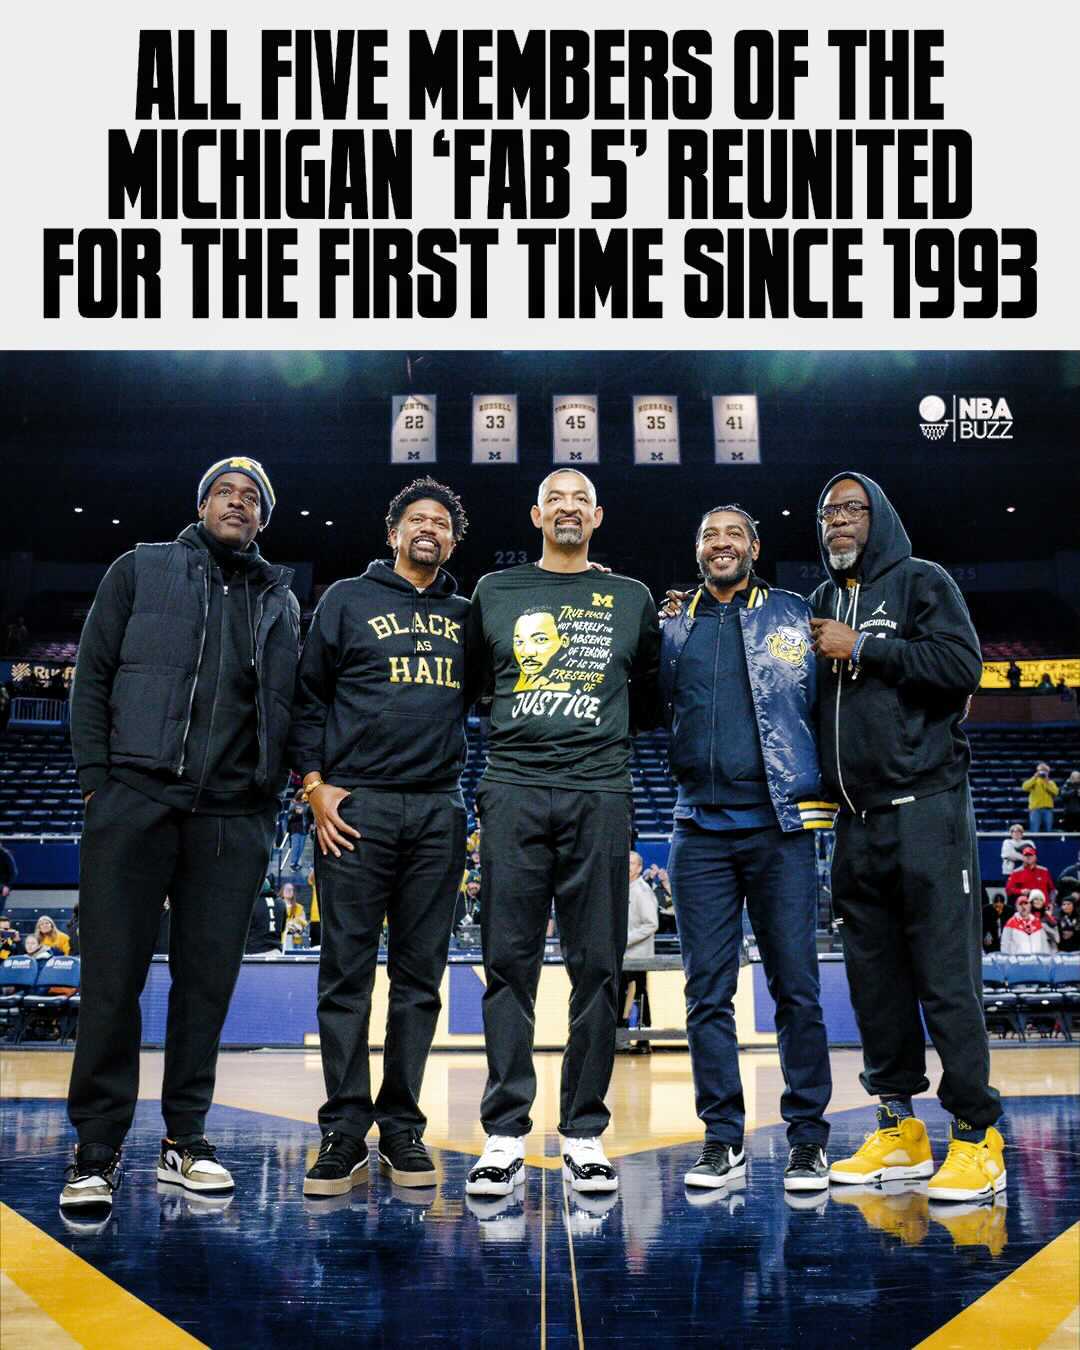 ALL FIVE MEMBERS OF THE
MICHIGAN ‘FAB 5’ REUNITED
FOR THE FIRST TIME SINCE 1993
NBA
BUZZ
22
RUSSELL
33
45
HUBBARD
35
RICE
41
M
M
M
M
M
223
M
BLACK
AS
HAIL
M
TRUE PEACE IS
NOT MERELY THE
ABSENCE
OF TENSION;
IT IS THE
PRESENCE
OF
JUSTICE.
MICHIGAN
MLK